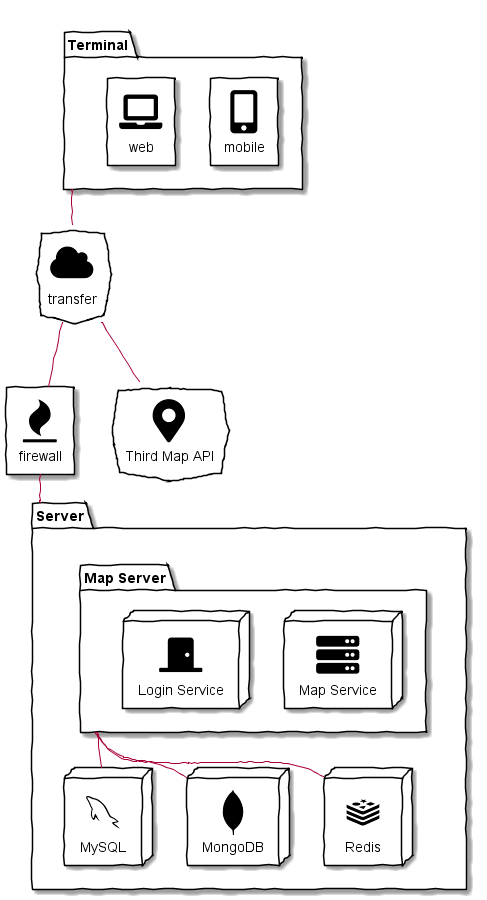 Terminal
web
mobile
transfer
firewall
Third Map API
Server
Map Server
Login Service
Map Service
MySQL
MongoDB
Redis